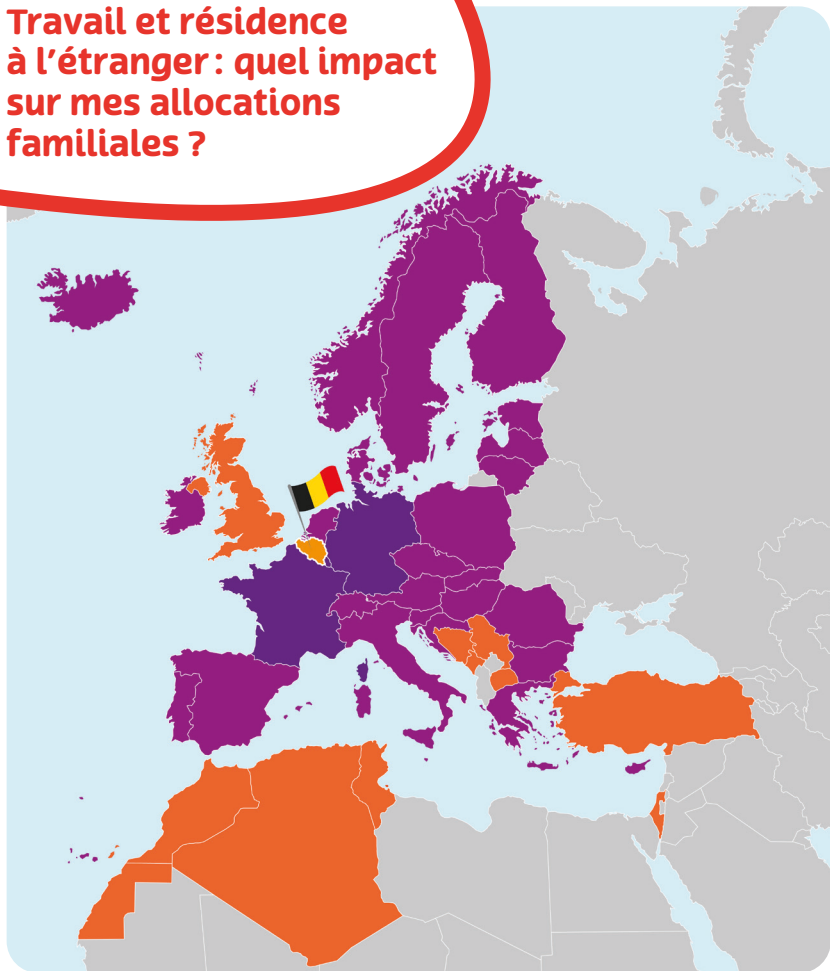 Travail et résidence
à l'étranger : quel impact
sur mes allocations
familiales ?